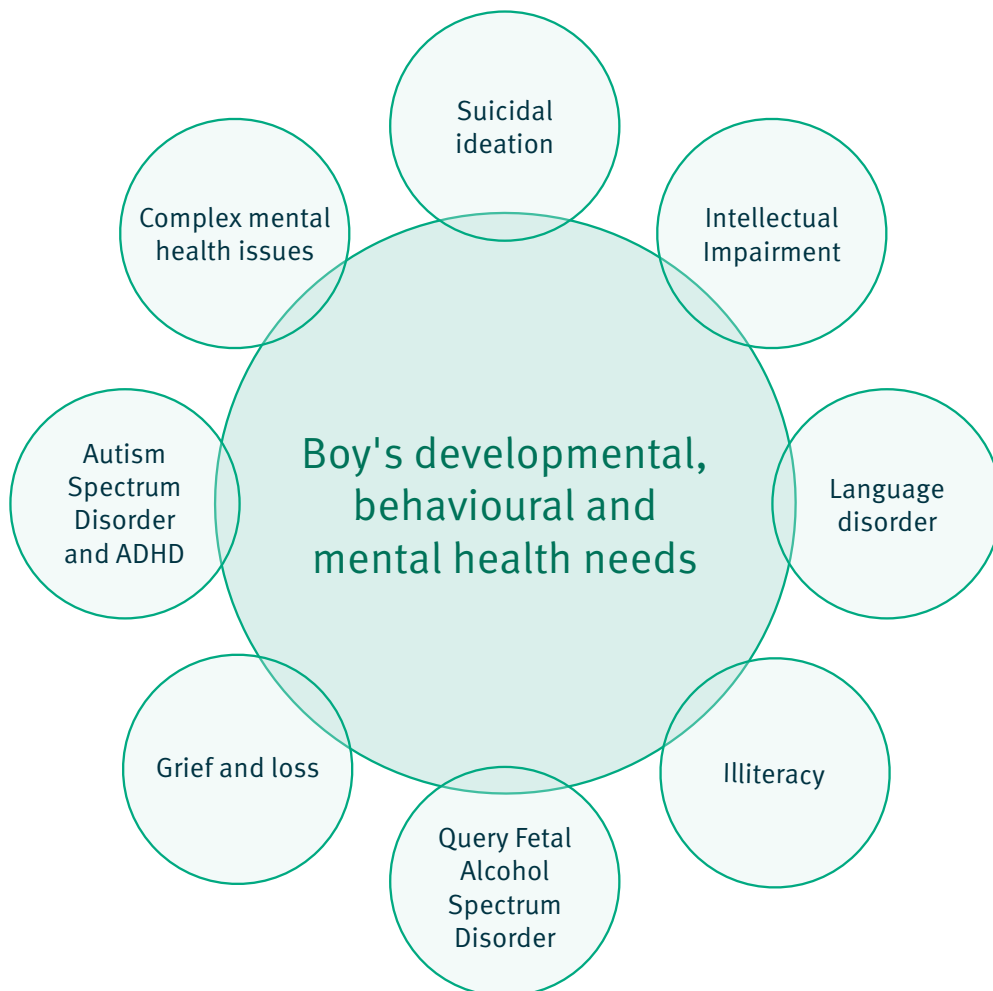 Suicidal
ideation
Complex mental
health issues
Intellectual
Impairment
Boy's developmental,
behavioural and
mental health needs
Autism
Spectrum
Disorder
and ADHD
Language
disorder
Grief and loss
Illiteracy
Query Fetal
Alcohol
Spectrum
Disorder